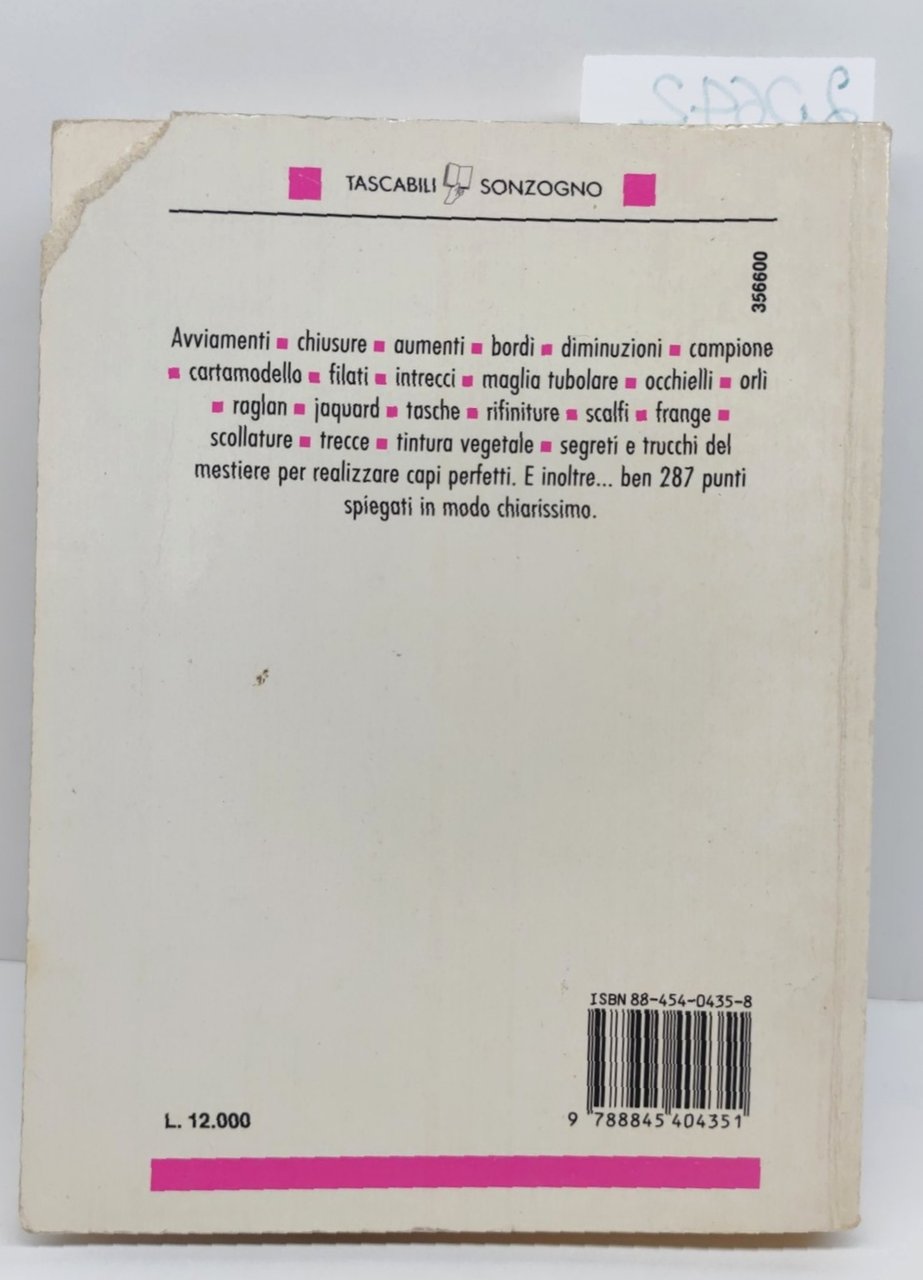 TASCABILI SONZOGNO
356600
Avviamenti ■ chiusure ■ aumenti ■ bordi ■ diminuzioni ■ campione
■ cartamodello ■ filati ■ intrecci ■ maglia tubolare ■ occhielli ■ orli
■ raglan ■ jaquard ■ tasche ■ rifiniture ■ scalfi ■ frange ■
scollature ■ trecce ■ tintura vegetale ■ segreti e trucchi del
mestiere per realizzare capi perfetti. E inoltre... ben 287 punti
spiegati in modo chiarissimo.
ISBN 88-454-0435-8
9 788845 404351
L. 12.000